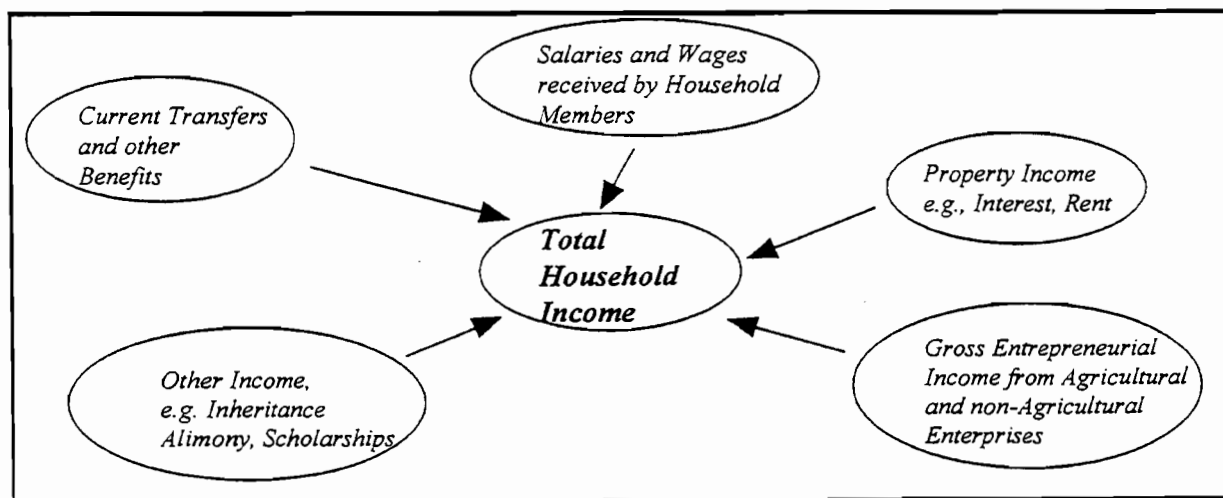 Salaries and Wages
received by Household
Members
Current Transfers
and other
Benefits
Property Income
e.g., Interest, Rent
Total
Household
Income
Other Income,
e.g. Inheritance
Alimony, Scholarships
Gross Entrepreneurial
Income from Agricultural
and non-Agricultural
Enterprises